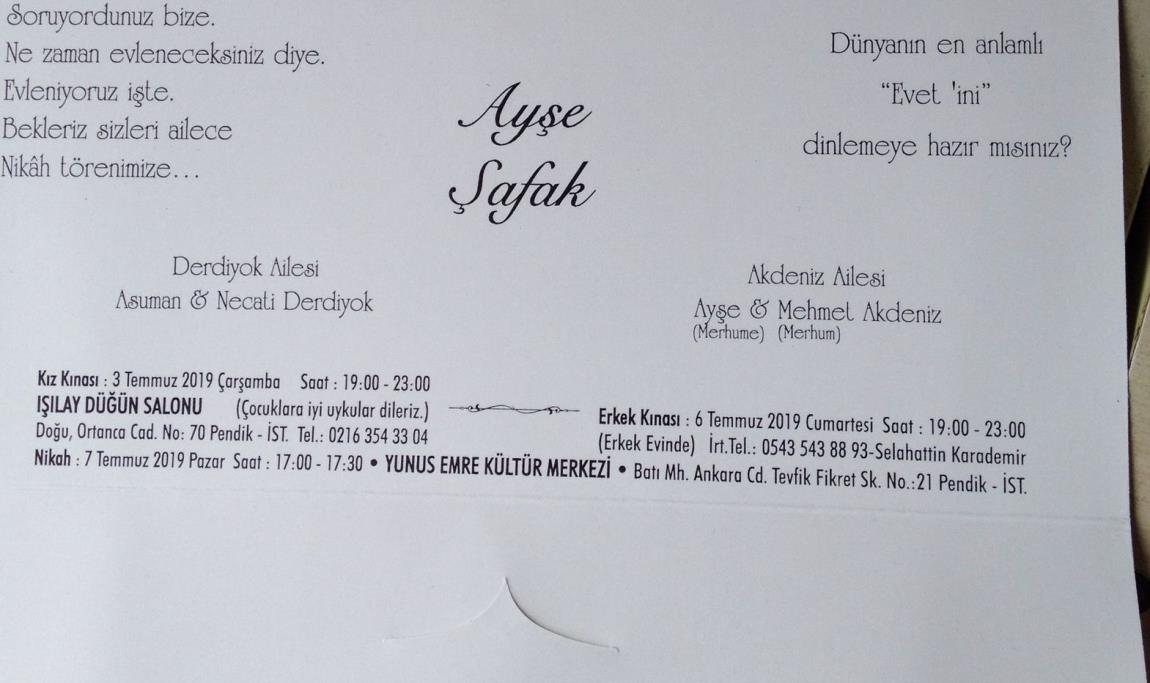 Soruyordunuz bize.
Ne zaman evleneceksiniz diye.
Evleniyoruz işte.
Bekleriz sizleri ailece
Nikâh törenimize...
Dünyanın en anlamlı
“Evet 'ini”
dinlemeye hazır mısınız?
Ayşe
Şafak
Derdiyok Ailesi
Asuman & Necati Derdiyok
Akdeniz Ailesi
Ayşe & Mehmet Akdeniz
(Merhume) (Merhum)
Kız Kınası : 3 Temmuz 2019 Çarşamba Saat : 19:00 - 23:00
IŞILAY DÜĞÜN SALONU (Çocuklara iyi uykular dileriz.)
Doğu, Ortanca Cad. No: 70 Pendik - İST. Tel.: 0216 354 33 04
Erkek Kınası : 6 Temmuz 2019 Cumartesi Saat : 19:00 - 23:00
(Erkek Evinde) İrt.Tel.: 0543 543 88 93-Selahattin Karademir
Nikah : 7 Temmuz 2019 Pazar Saat : 17:00 - 17:30 • YUNUS EMRE KÜLTÜR MERKEZİ • Batı Mh. Ankara Cd. Tevfik Fikret Sk. No.:21 Pendik - İST.